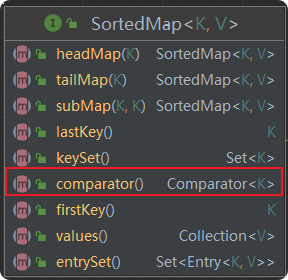 I SortedMap<K, V>
m headMap(K) SortedMap<K, V>
m tailMap(K) SortedMap<K, V>
m subMap(K, K) SortedMap<K, V>
m lastKey() K
m keySet() Set<K>
m comparator() Comparator<K>
m firstKey() K
m values() Collection<V>
m entrySet() Set<Entry<K, V>>